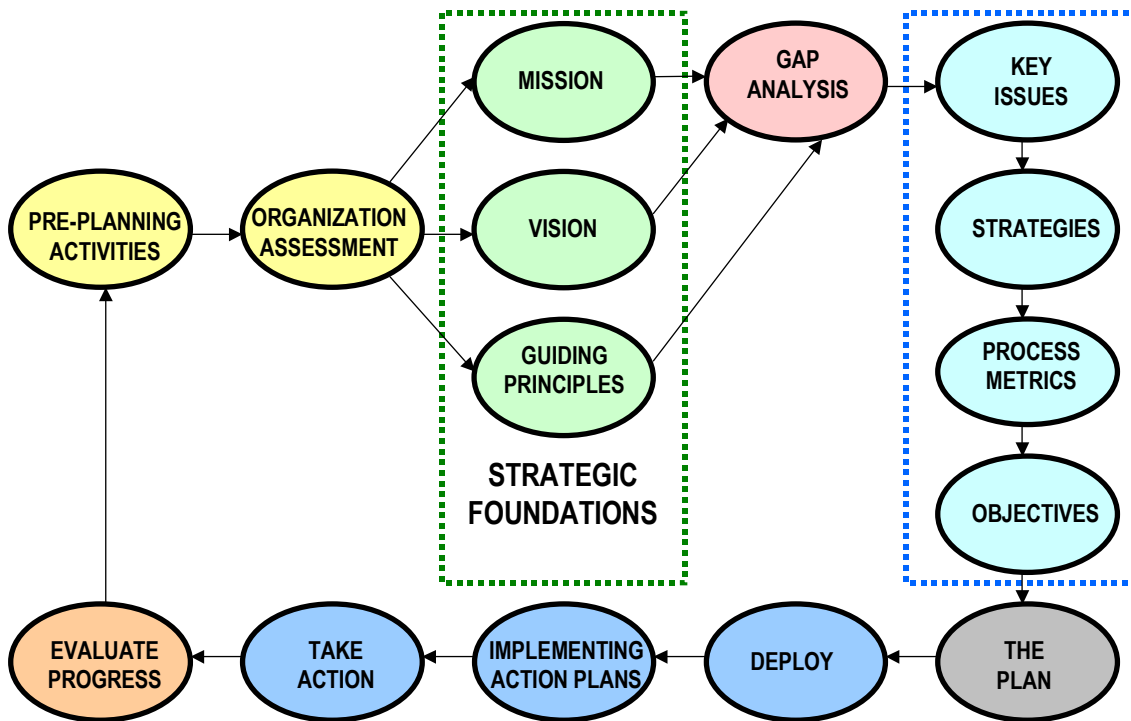 MISSION
GAP
ANALYSIS
KEY
ISSUES
PRE-PLANNING
ACTIVITIES
ORGANIZATION
ASSESSMENT
VISION
STRATEGIES
GUIDING
PRINCIPLES
PROCESS
METRICS
STRATEGIC
FOUNDATIONS
OBJECTIVES
EVALUATE
PROGRESS
TAKE
ACTION
IMPLEMENTING
ACTION PLANS
DEPLOY
THE
PLAN